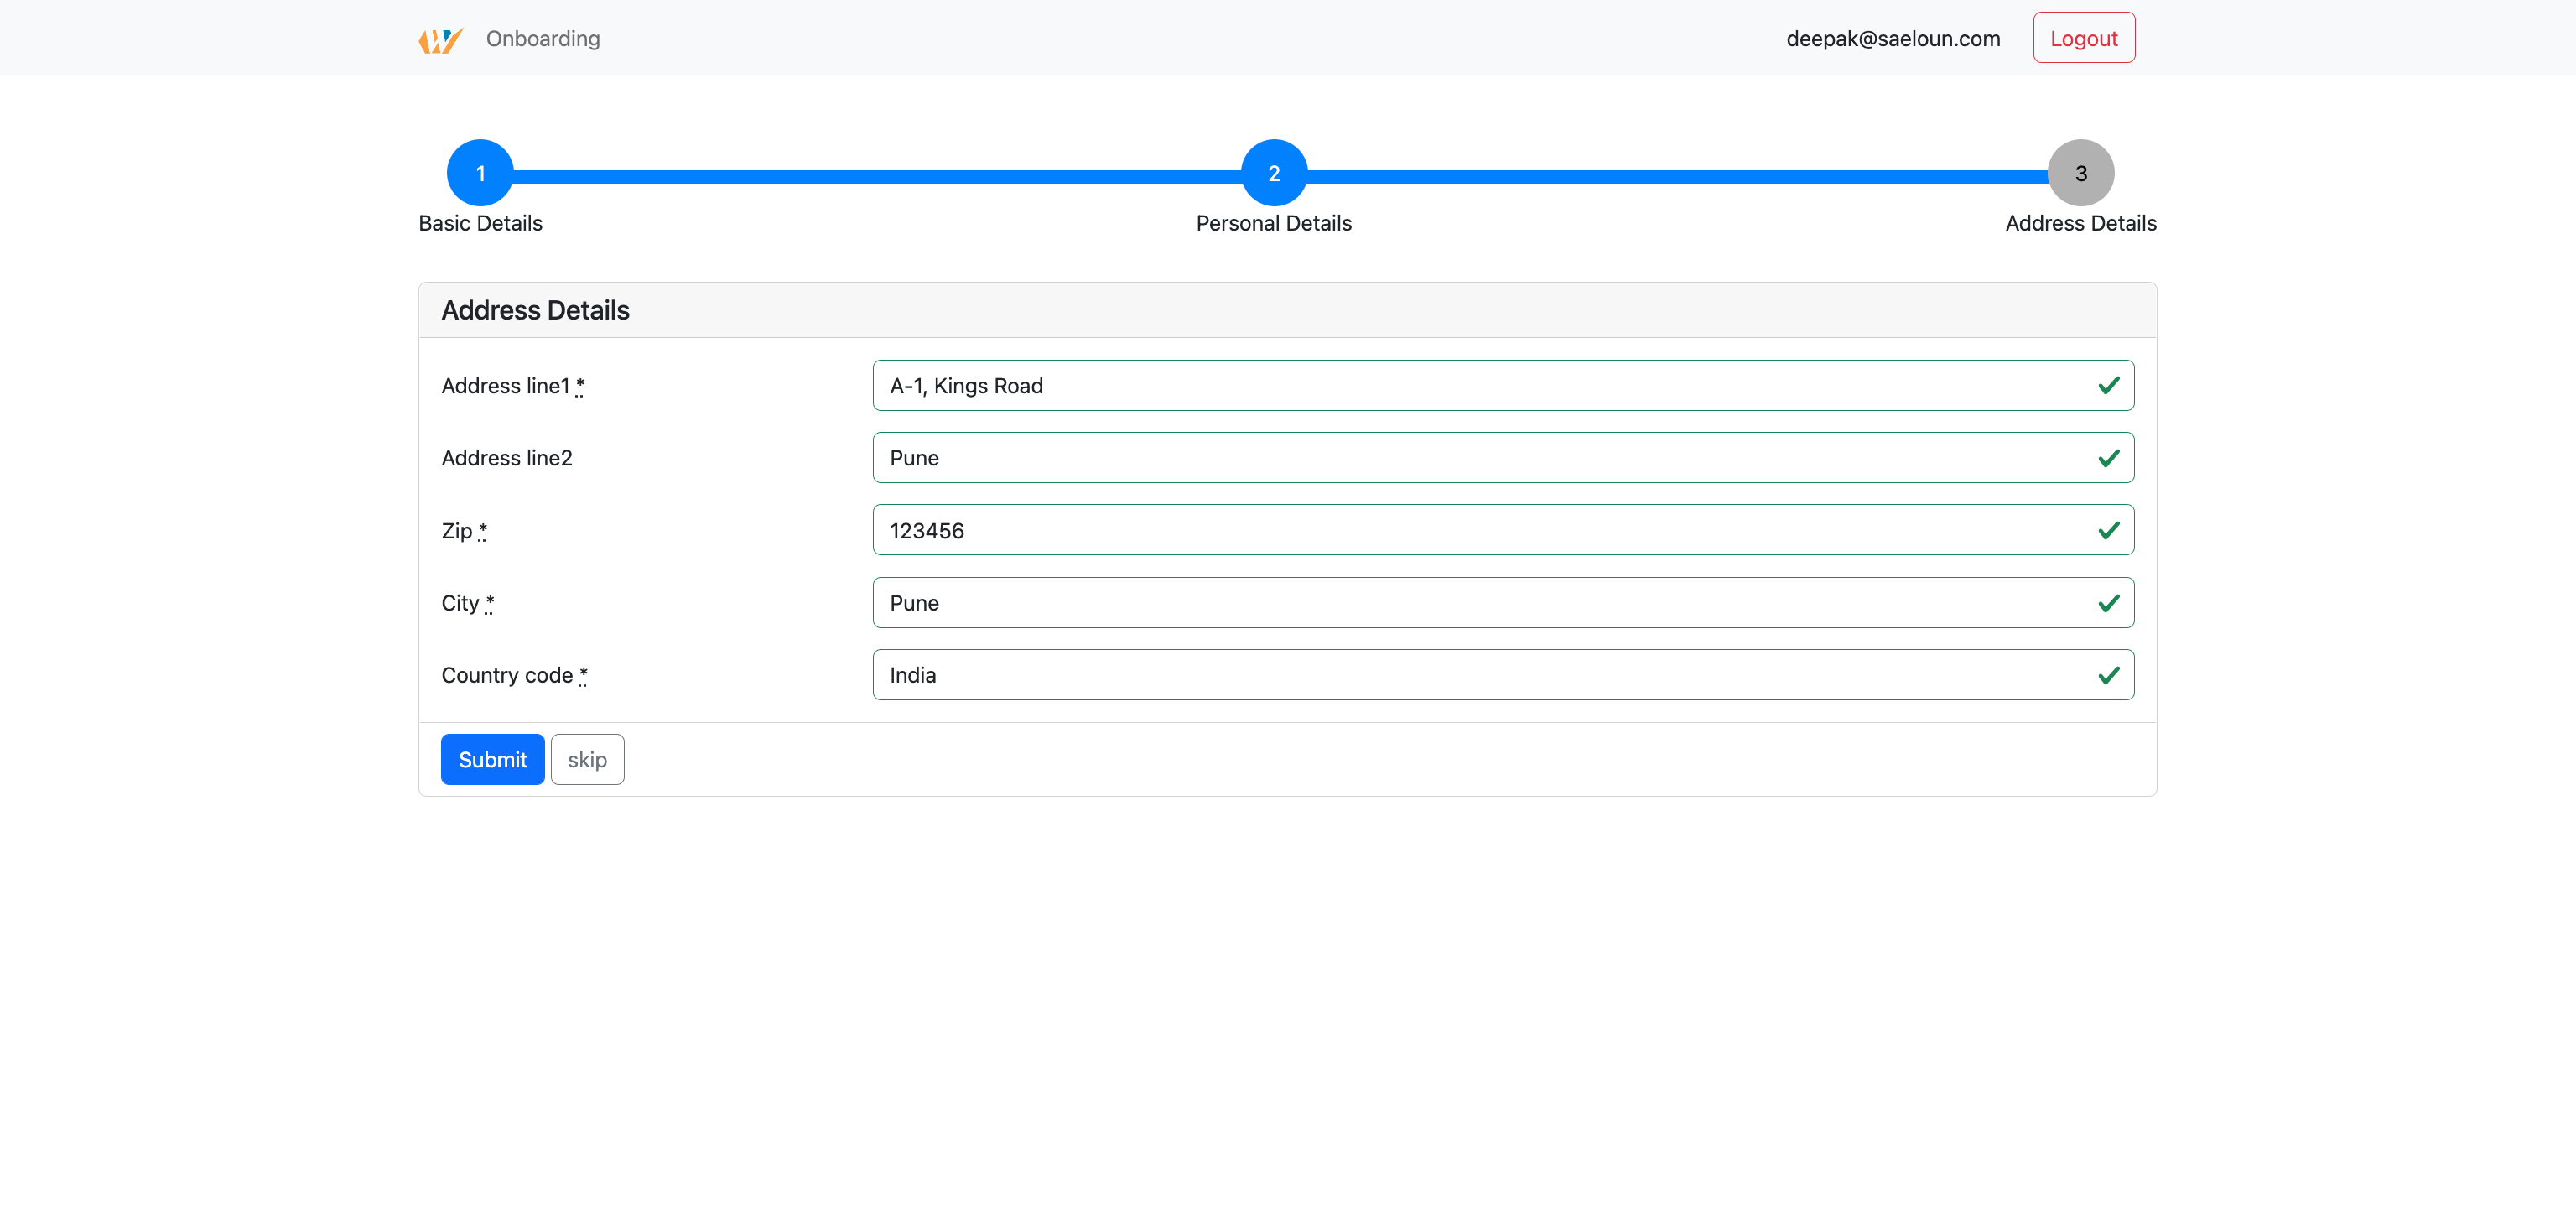 Onboarding
deepak@saeloun.com
Logout
1
2
3
Basic Details
Personal Details
Address Details
Address Details
Address line1 *
A-1, Kings Road
Address line2
Pune
Zip *
123456
City *
Pune
Country code *
India
Submit
skip